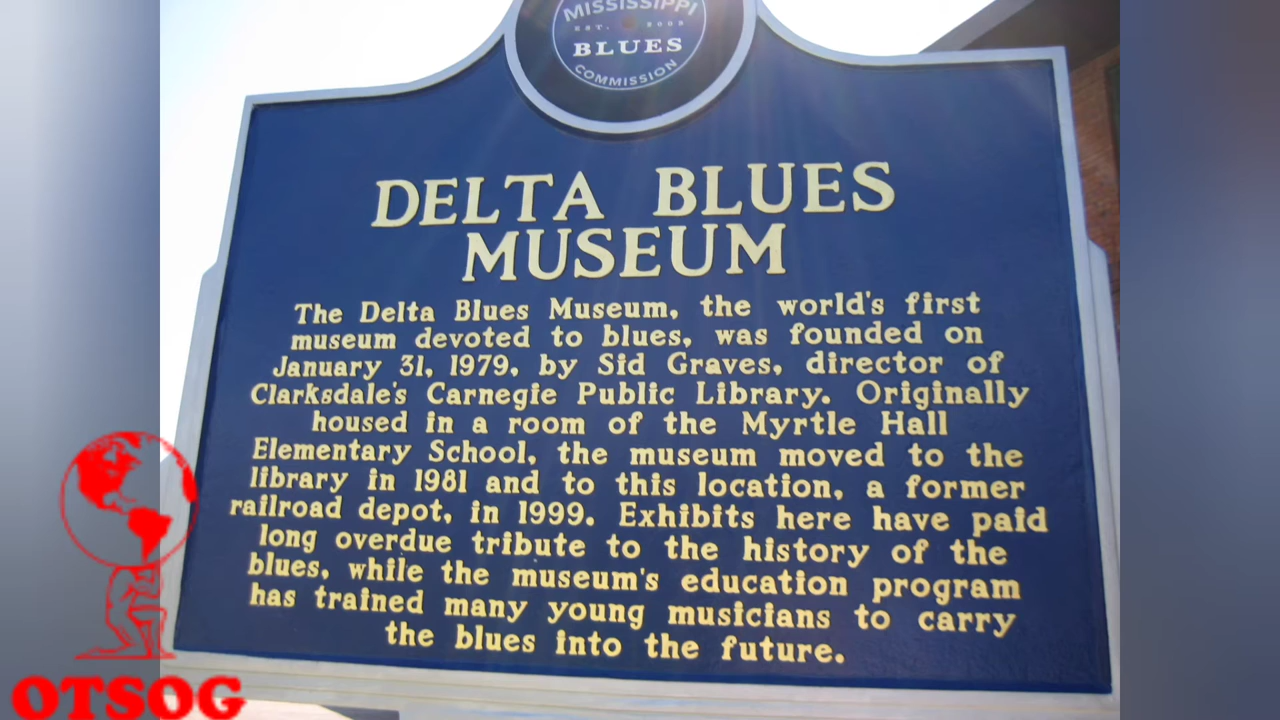 MISSISSIPPI
EST. 2003
BLUES
COMMISSION
DELTA BLUES
MUSEUM
The Delta Blues Museum, the world's first
museum devoted to blues, was founded on
January 31, 1979, by Sid Graves, director of
Clarksdale's Carnegie Public Library. Originally
housed in a room of the Myrtle Hall
Elementary School, the museum moved to the
library in 1981 and to this location, a former
railroad depot, in 1999. Exhibits here have paid
long overdue tribute to the history of the
blues, while the museum's education program
has trained many young musicians to carry
the blues into the future.
OTSOG